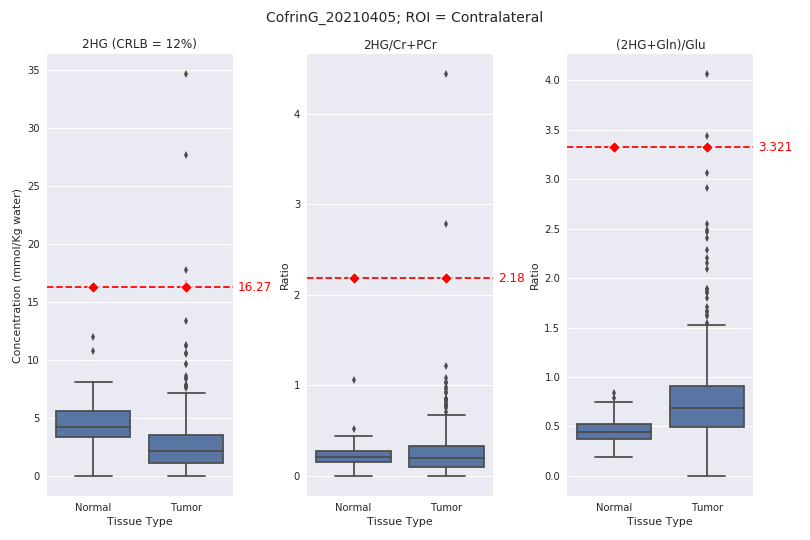 CofrinG_20210405; ROI = Contralateral
2HG (CRLB = 12%)
Concentration (mmol/Kg water)
35
30
25
20
15
10
5
0
16.27
Normal Tumor
Tissue Type
2HG/Cr+PCr
Ratio
4
3
2
1
0
2.18
Normal Tumor
Tissue Type
(2HG+Gln)/Glu
Ratio
4.0
3.5
3.0
2.5
2.0
1.5
1.0
0.5
0.0
3.321
Normal Tumor
Tissue Type